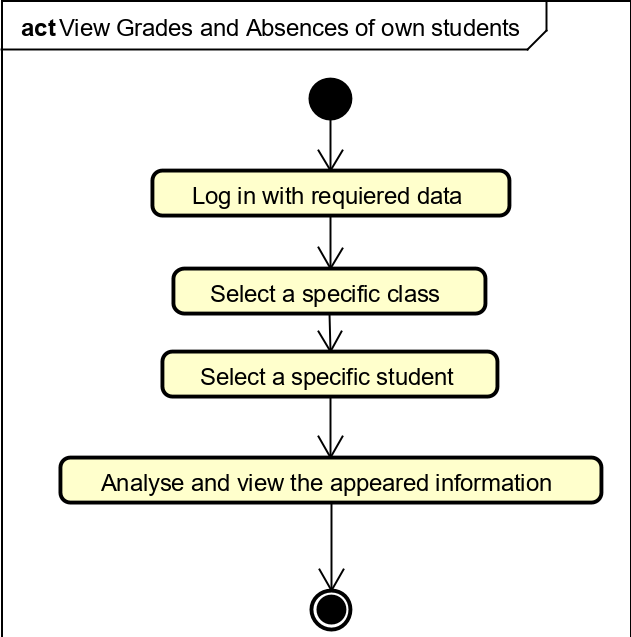 act View Grades and Absences of own students
Log in with requiered data
Select a specific class
Select a specific student
Analyse and view the appeared information